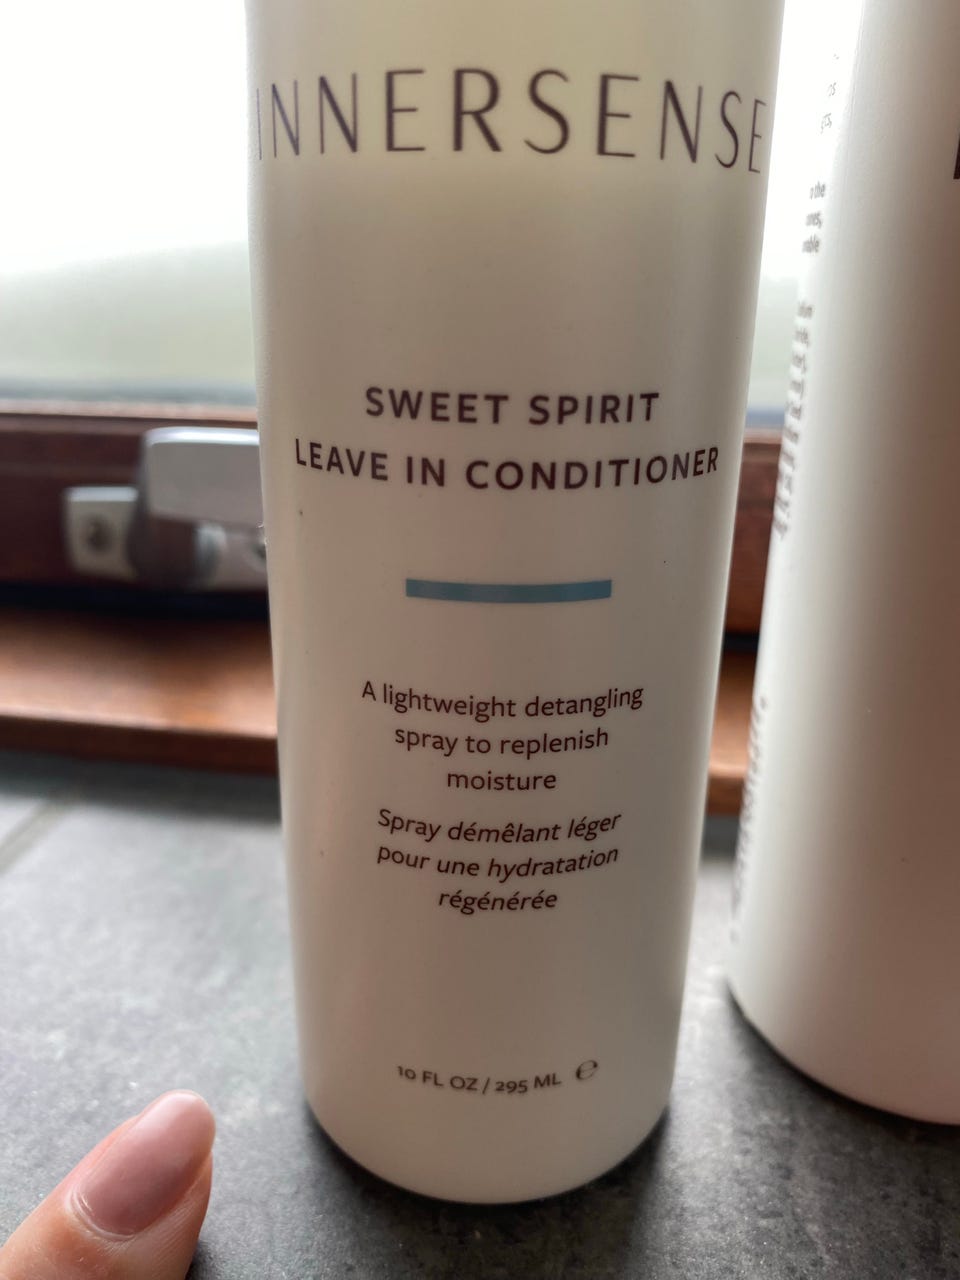 INNERSENSE
SWEET SPIRIT
LEAVE IN CONDITIONER
A lightweight detangling
spray to replenish
moisture
Spray démêlant léger
pour une hydratation
régénérée
10 FL OZ / 295 ML ℮